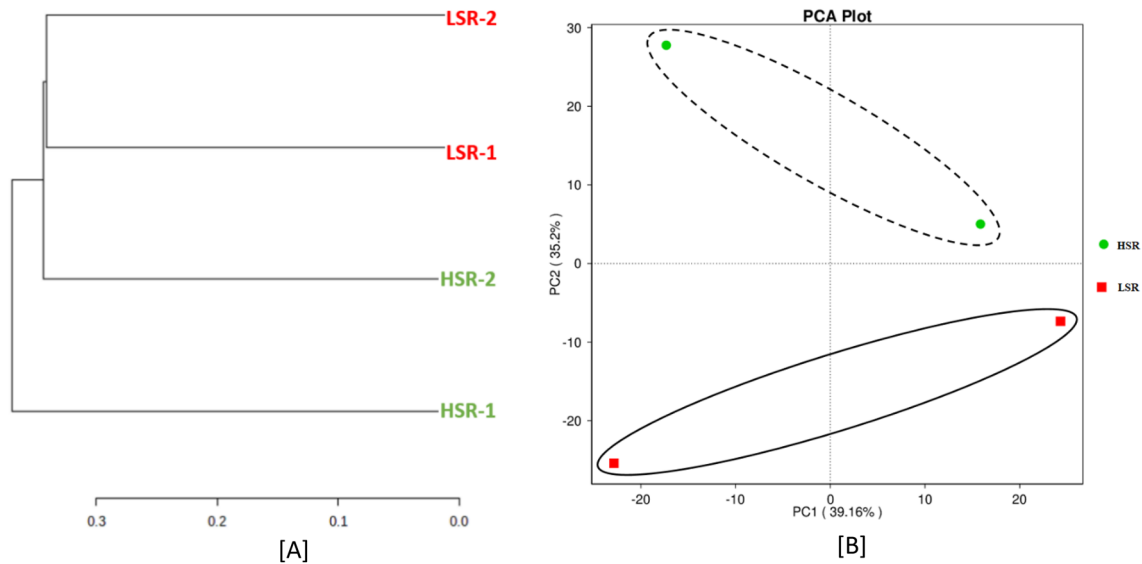 LSR-2
LSR-1
HSR-2
HSR-1
0.3 0.2 0.1 0.0
[A]
PCA Plot
30
20
10
0
-10
-20
PC2 ( 35.2% )
-20 -10 0 10 20
PC1 ( 39.16% )
HSR
LSR
[B]